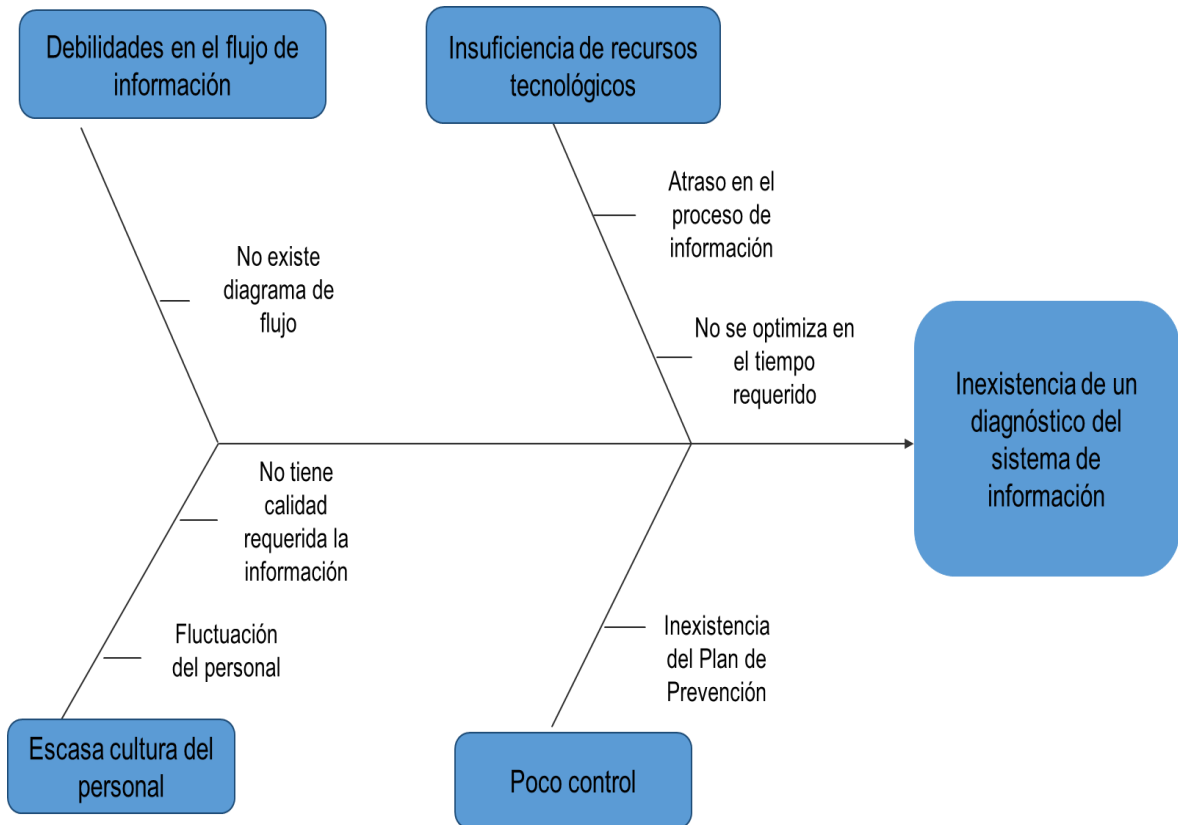 Debilidades en el flujo de
información
Insuficiencia de recursos
tecnológicos
No existe
diagrama de
flujo
Atraso en el
proceso de
información
No se optimiza en
el tiempo
requerido
Inexistencia de un
diagnóstico del
sistema de
información
No tiene
calidad
requerida la
información
Fluctuación
del personal
Inexistencia
del Plan de
Prevención
Escasa cultura del
personal
Poco control